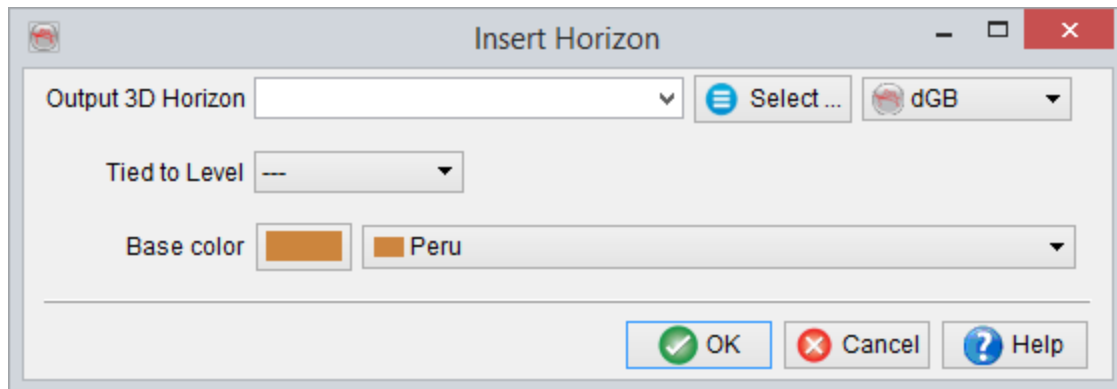 Insert Horizon
Output 3D Horizon Select ... dGB
Tied to Level ---
Base color Peru
OK Cancel Help